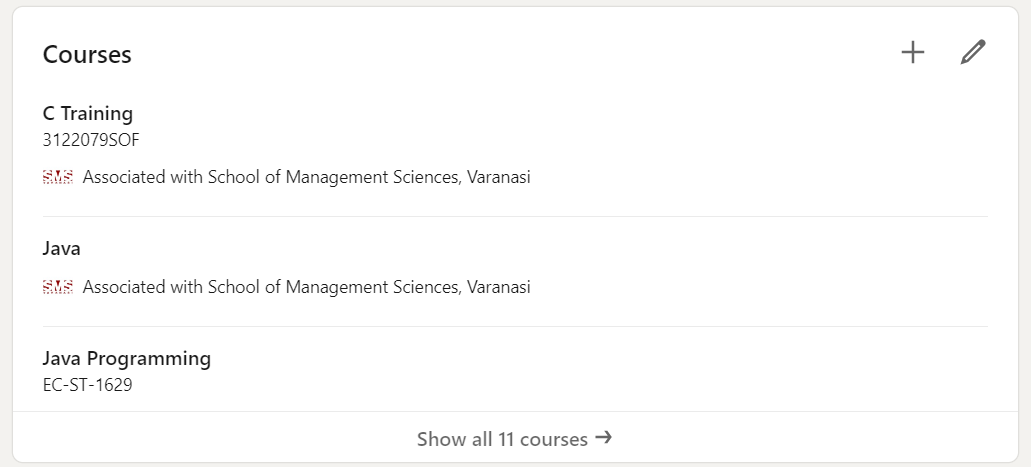 Courses
C Training
3122079SOF
SMS Associated with School of Management Sciences, Varanasi
Java
SMS Associated with School of Management Sciences, Varanasi
Java Programming
EC-ST-1629
Show all 11 courses →